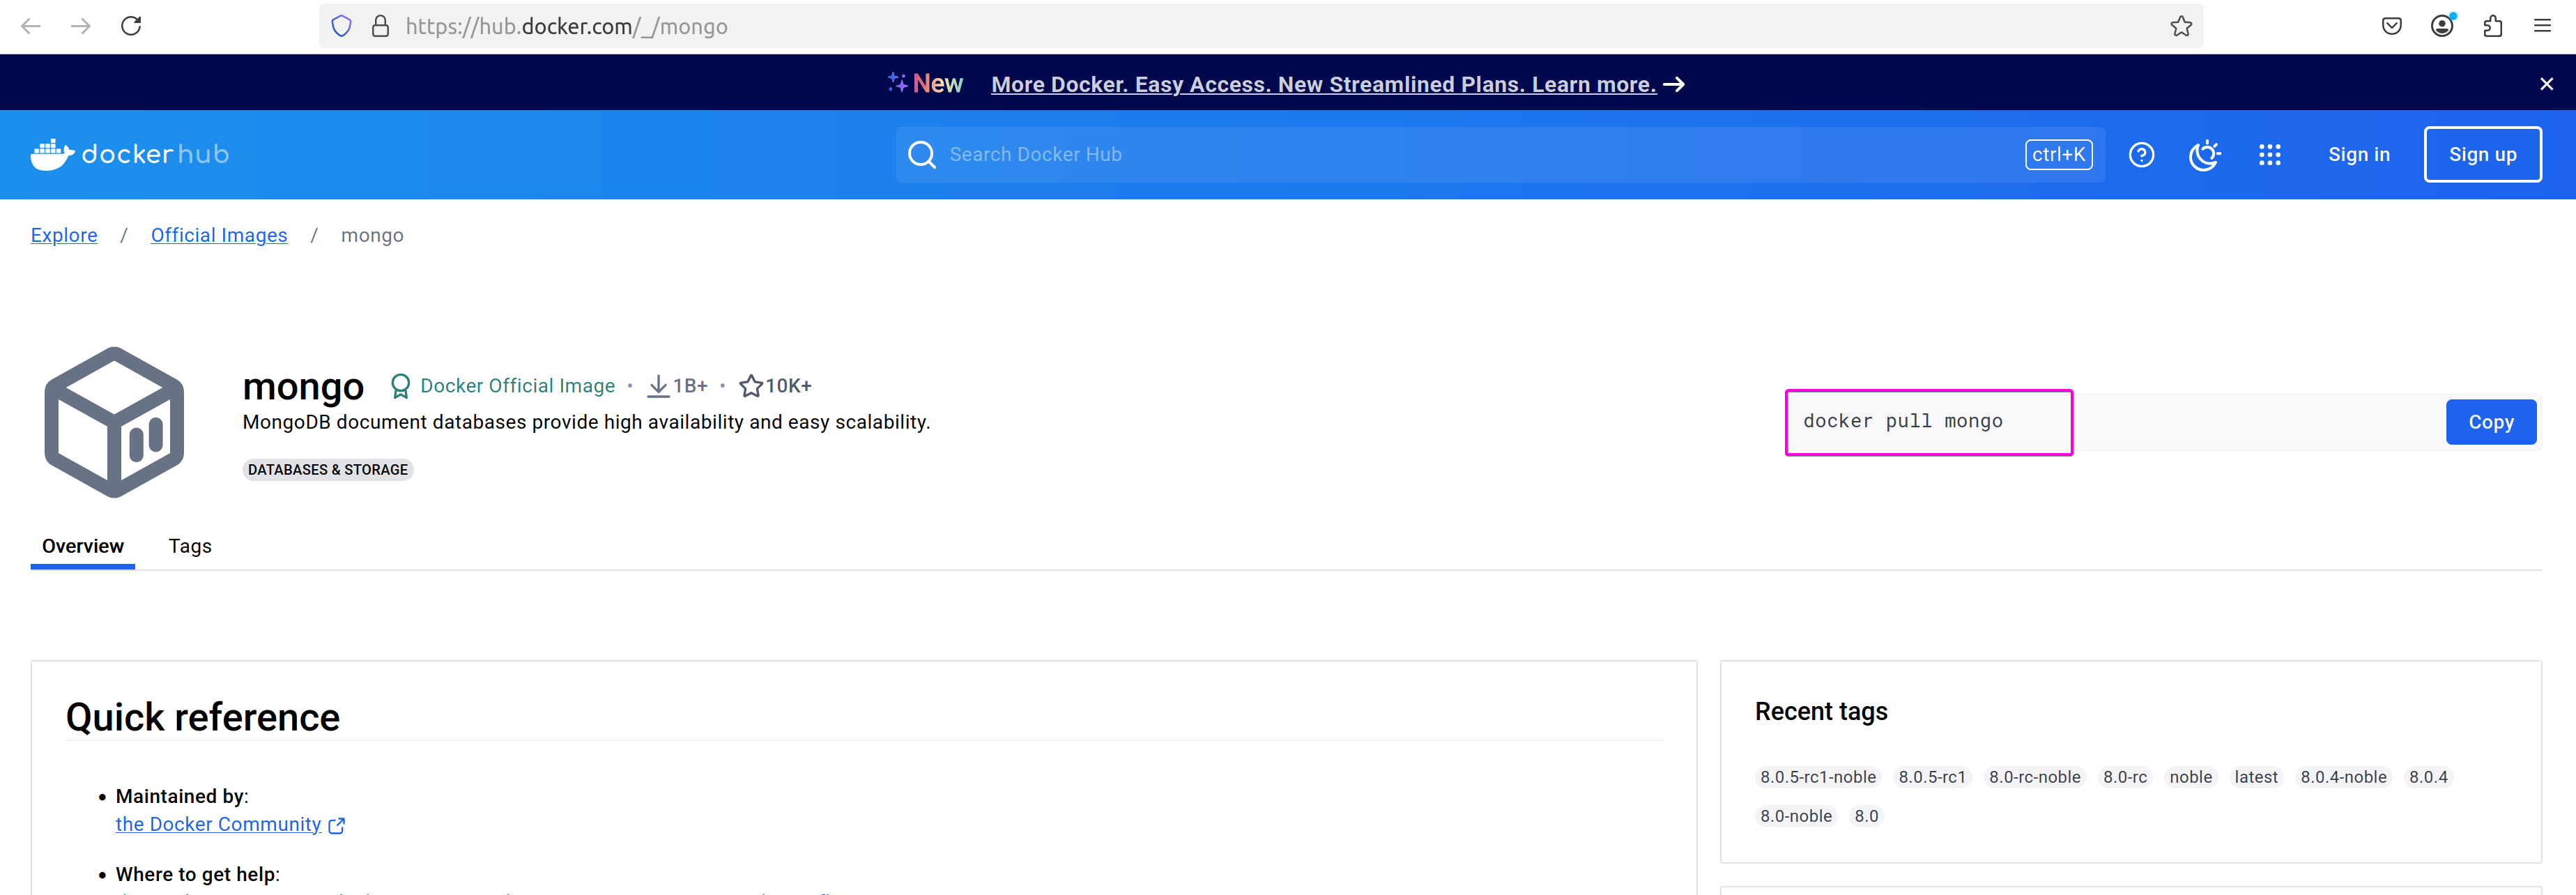 https://hub.docker.com/_/mongo
New More Docker. Easy Access. New Streamlined Plans. Learn more.
dockerhub
Search Docker Hub
ctrl+K
Sign in
Sign up
Explore / Official Images / mongo
mongo Docker Official Image • 1B+ • 10K+
MongoDB document databases provide high availability and easy scalability.
DATABASES & STORAGE
docker pull mongo
Copy
Overview Tags
Quick reference
• Maintained by:
the Docker Community
• Where to get help:
Recent tags
8.0.5-rc1-noble 8.0.5-rc1 8.0-rc-noble 8.0-rc noble latest 8.0.4-noble 8.0.4
8.0-noble 8.0